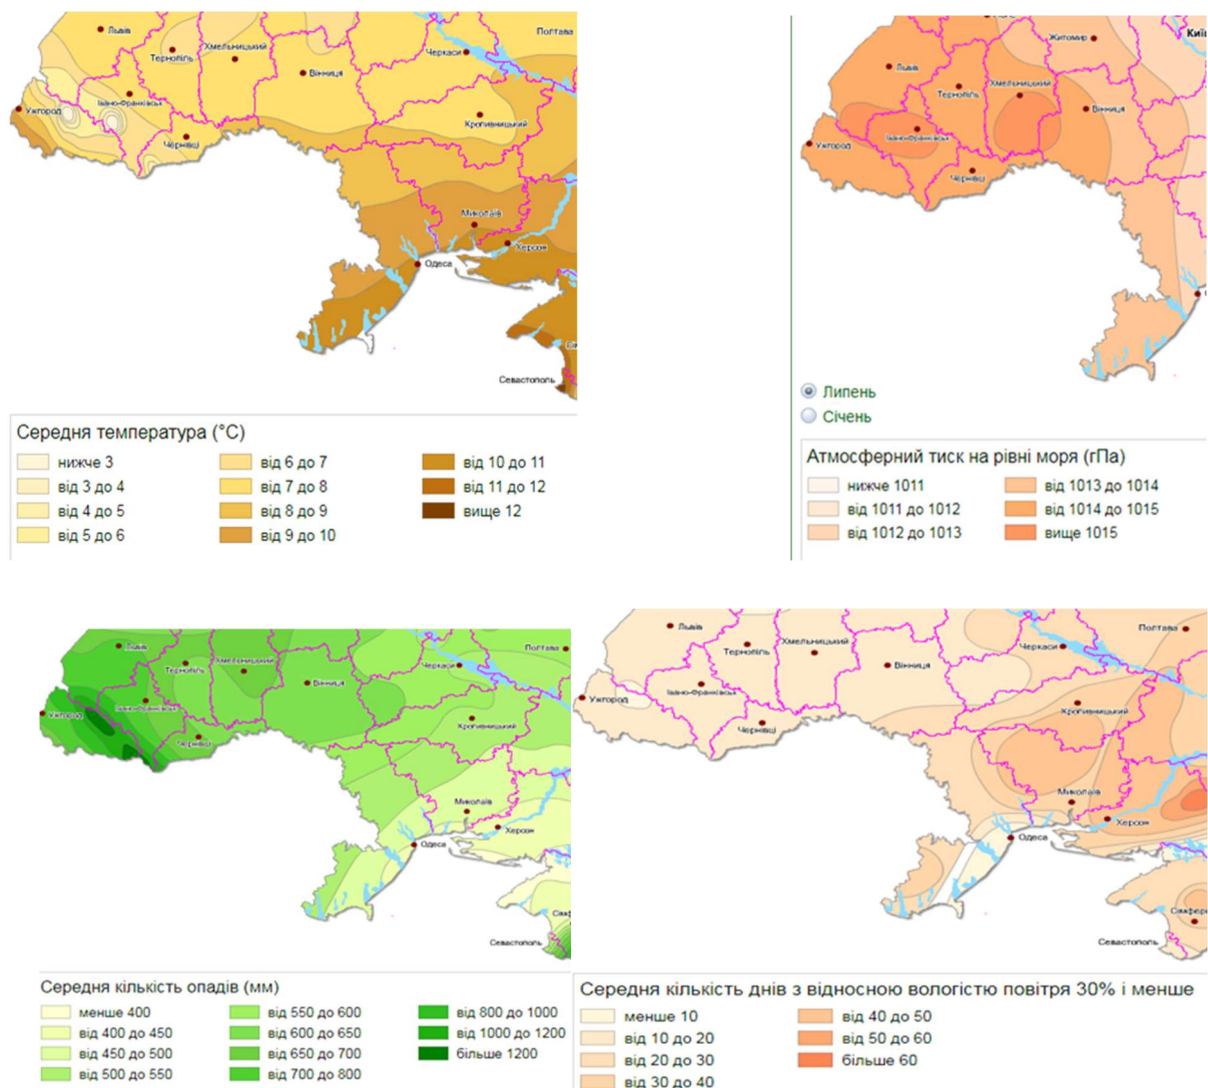 Львів
Тернопіль
Хмельницький
Вінниця
Черкаси
Полтава
Ужгород
Івано-Франківськ
Чернівці
Кропивницький
Миколаїв
Херсон
Одеса
Севастополь
Середня температура (°C)
нижче 3
від 3 до 4
від 4 до 5
від 5 до 6
від 6 до 7
від 7 до 8
від 8 до 9
від 9 до 10
від 10 до 11
від 11 до 12
вище 12
Житомир
Київ
Львів
Тернопіль
Хмельницький
Вінниця
Ужгород
Івано-Франківськ
Чернівці
Липень
Січень
Атмосферний тиск на рівні моря (гПа)
нижче 1011
від 1011 до 1012
від 1012 до 1013
від 1013 до 1014
від 1014 до 1015
вище 1015
Львів
Тернопіль
Хмельницький
Вінниця
Черкаси
Полтава
Ужгород
Івано-Франківськ
Чернівці
Кропивницький
Миколаїв
Херсон
Одеса
Сімф
Севастополь
Середня кількість опадів (мм)
менше 400
від 400 до 450
від 450 до 500
від 500 до 550
від 550 до 600
від 600 до 650
від 650 до 700
від 700 до 800
від 800 до 1000
від 1000 до 1200
більше 1200
Львів
Тернопіль
Хмельницький
Вінниця
Черкаси
Полтава
Ужгород
Івано-Франківськ
Чернівці
Кропивницький
Миколаїв
Херсон
Одеса
Сімфер
Севастополь
Середня кількість днів з відносною вологістю повітря 30% і менше
менше 10
від 10 до 20
від 20 до 30
від 30 до 40
від 40 до 50
від 50 до 60
більше 60